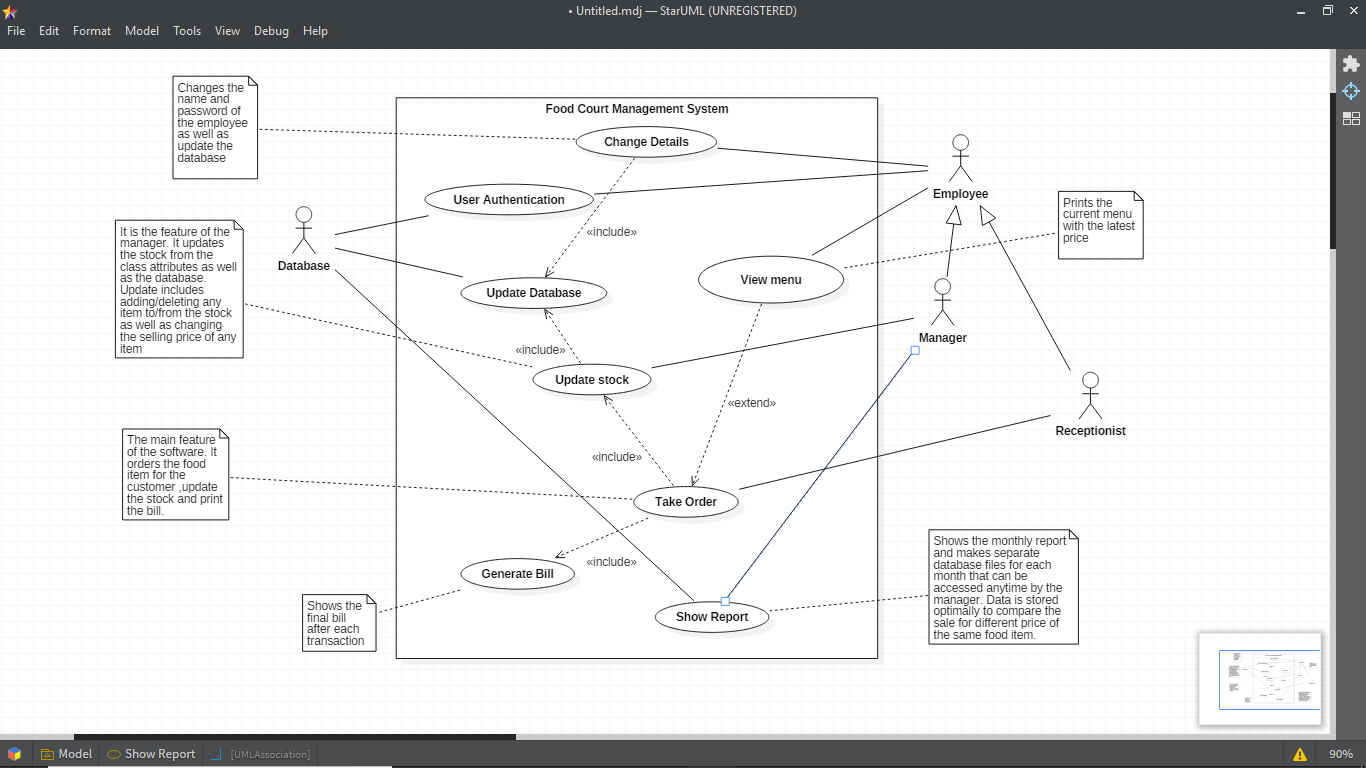 • Untitled.mdj — StarUML (UNREGISTERED)
File Edit Format Model Tools View Debug Help
Changes the
name and
password of
the employee
as well as
update the
database
Food Court Management System
Change Details
User Authentication
«include»
Database
Update Database
View menu
Employee
Prints the
current menu
with the latest
price
It is the feature of the
manager. It updates
the stock from the
class attributes as well
as the database.
Update includes
adding/deleting any
item to/from the stock
as well as changing
the selling price of any
item
«include»
Update stock
Manager
«extend»
Receptionist
The main feature
of the software. It
orders the food
item for the
customer ,update
the stock and print
the bill.
«include»
Take Order
«include»
Generate Bill
Show Report
Shows the
final bill
after each
transaction
Shows the monthly report
and makes separate
database files for each
month that can be
accessed anytime by the
manager. Data is stored
optimally to compare the
sale for different price of
the same food item.
Model Show Report [UMLAssociation] 90%